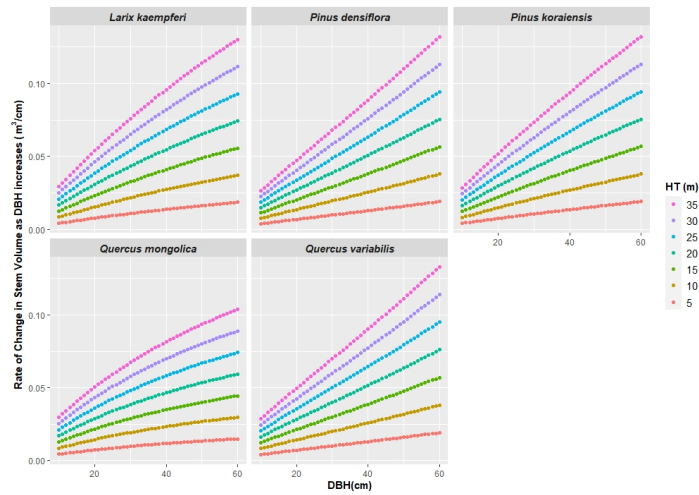 Larix kaempferi
Pinus densiflora
Pinus koraiensis
Rate of Change in Stem Volume as DBH increases ( m³/cm)
0.10
0.05
0.00
20
40
60
HT (m)
35
30
25
20
15
10
5
Quercus mongolica
Quercus variabilis
0.10
0.05
0.00
20
40
60
20
40
60
DBH(cm)